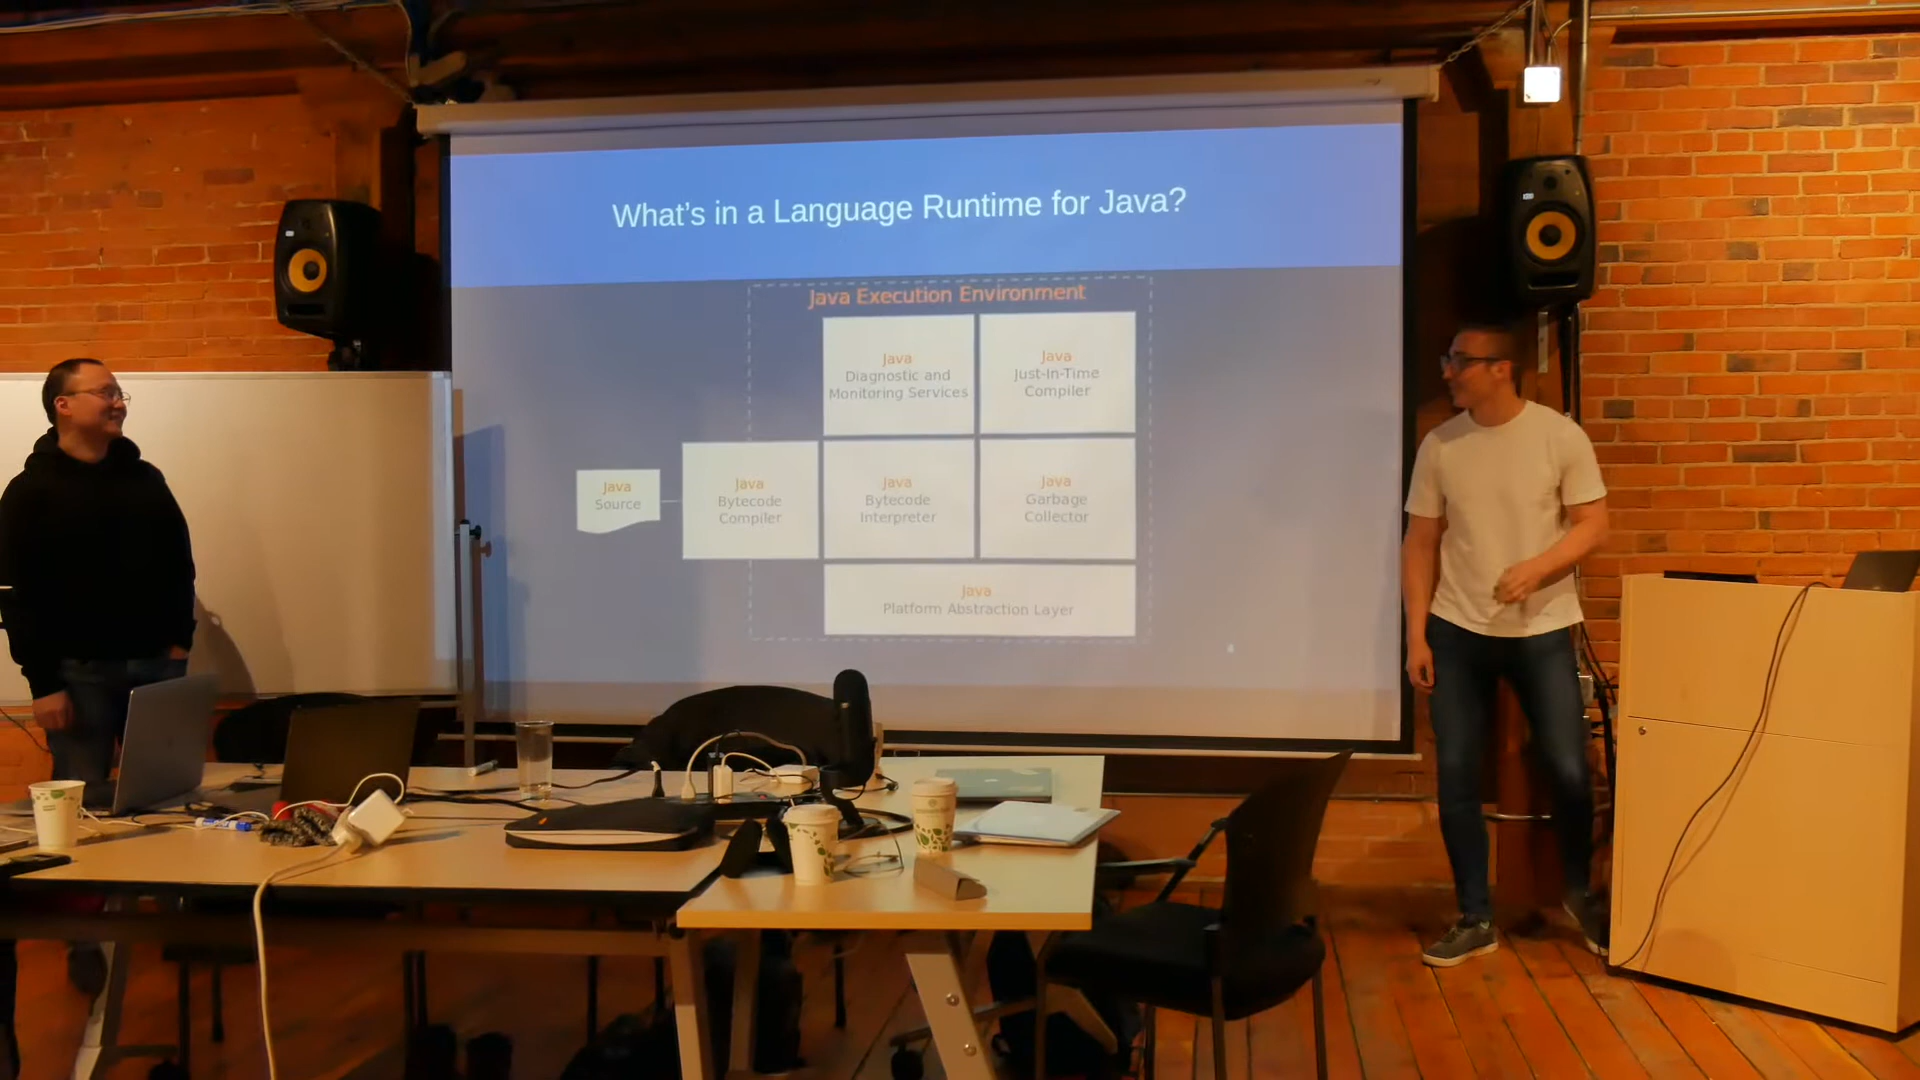 What's in a Language Runtime for Java?
Java Execution Environment
Java
Diagnostic and
Monitoring Services
Java
Just-In-Time
Compiler
Java
Source
Java
Bytecode
Compiler
Java
Bytecode
Interpreter
Java
Garbage
Collector
Java
Platform Abstraction Layer